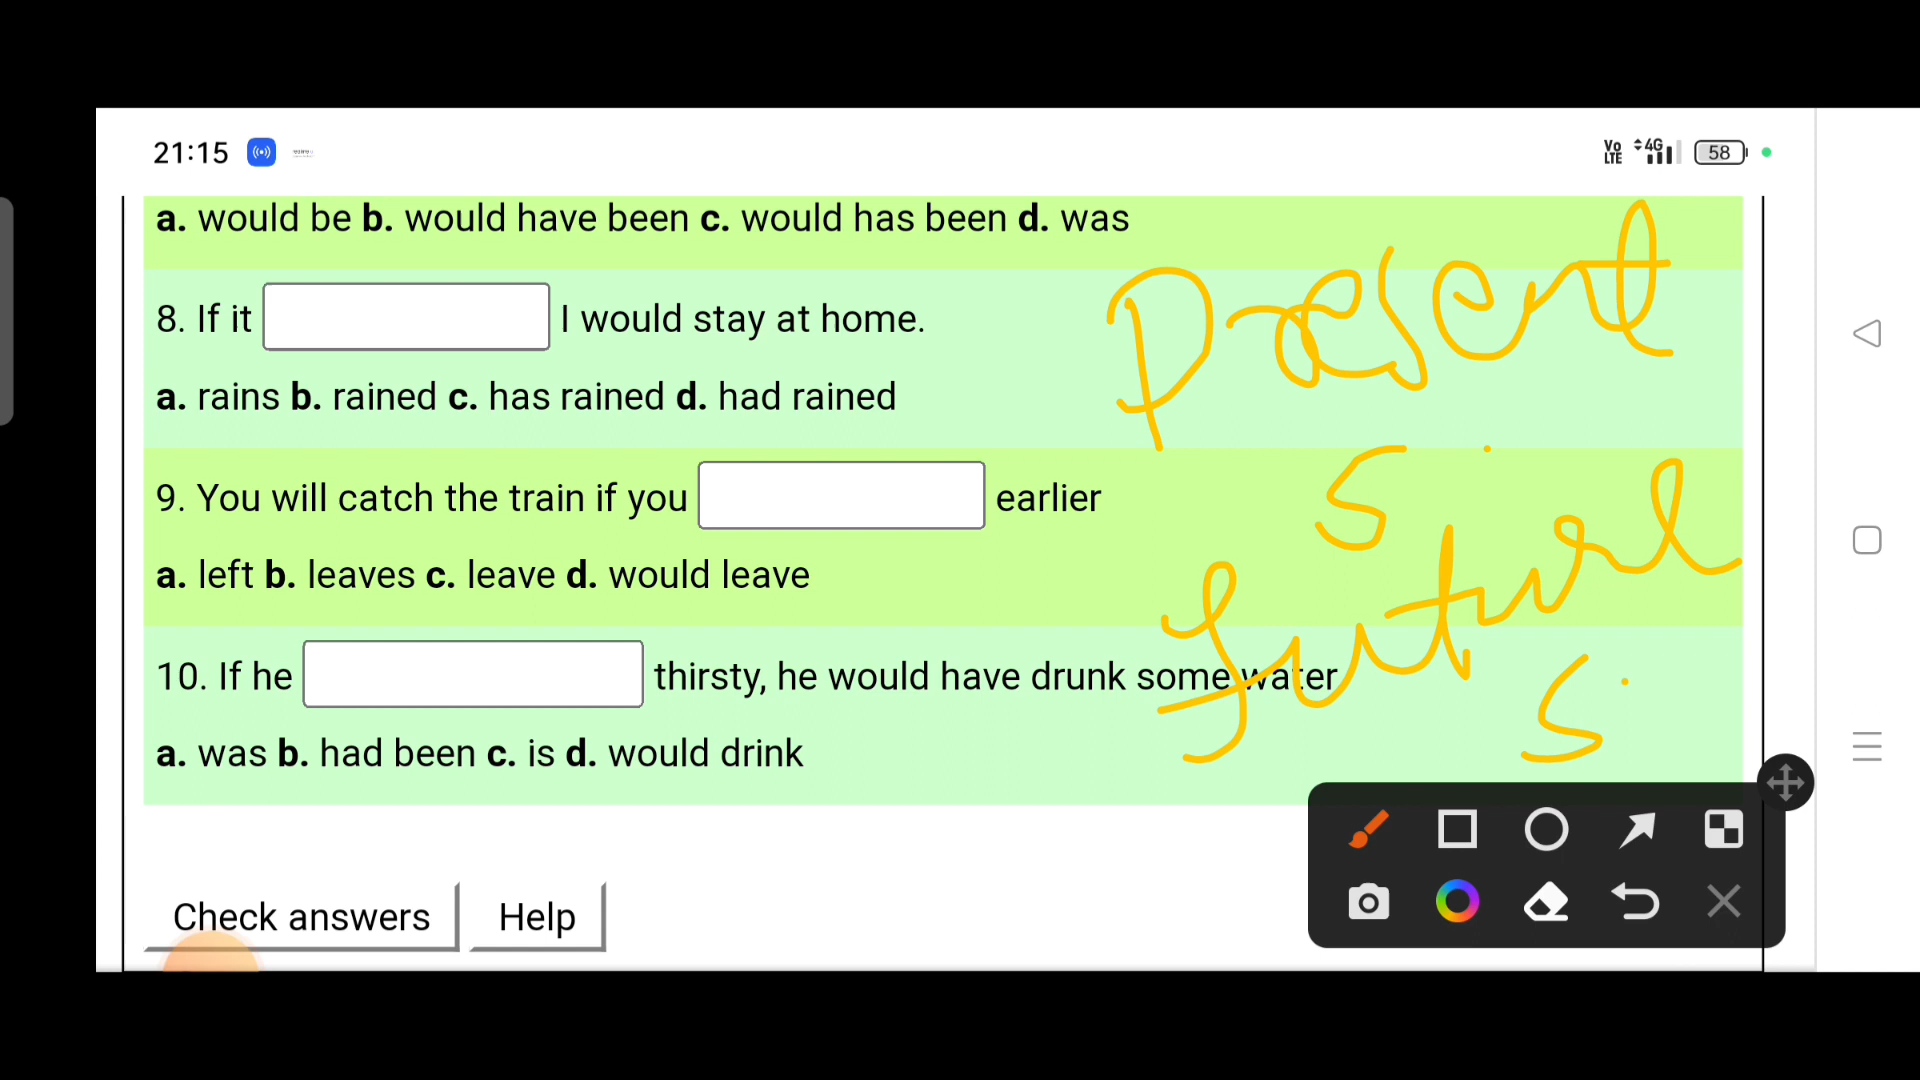 21:15 Vo LTE 4G 58
a. would be b. would have been c. would has been d. was
8. If it I would stay at home.
a. rains b. rained c. has rained d. had rained
Present
S.
9. You will catch the train if you earlier
a. left b. leaves c. leave d. would leave
future
S.
10. If he thirsty, he would have drunk some water
a. was b. had been c. is d. would drink
Check answers Help